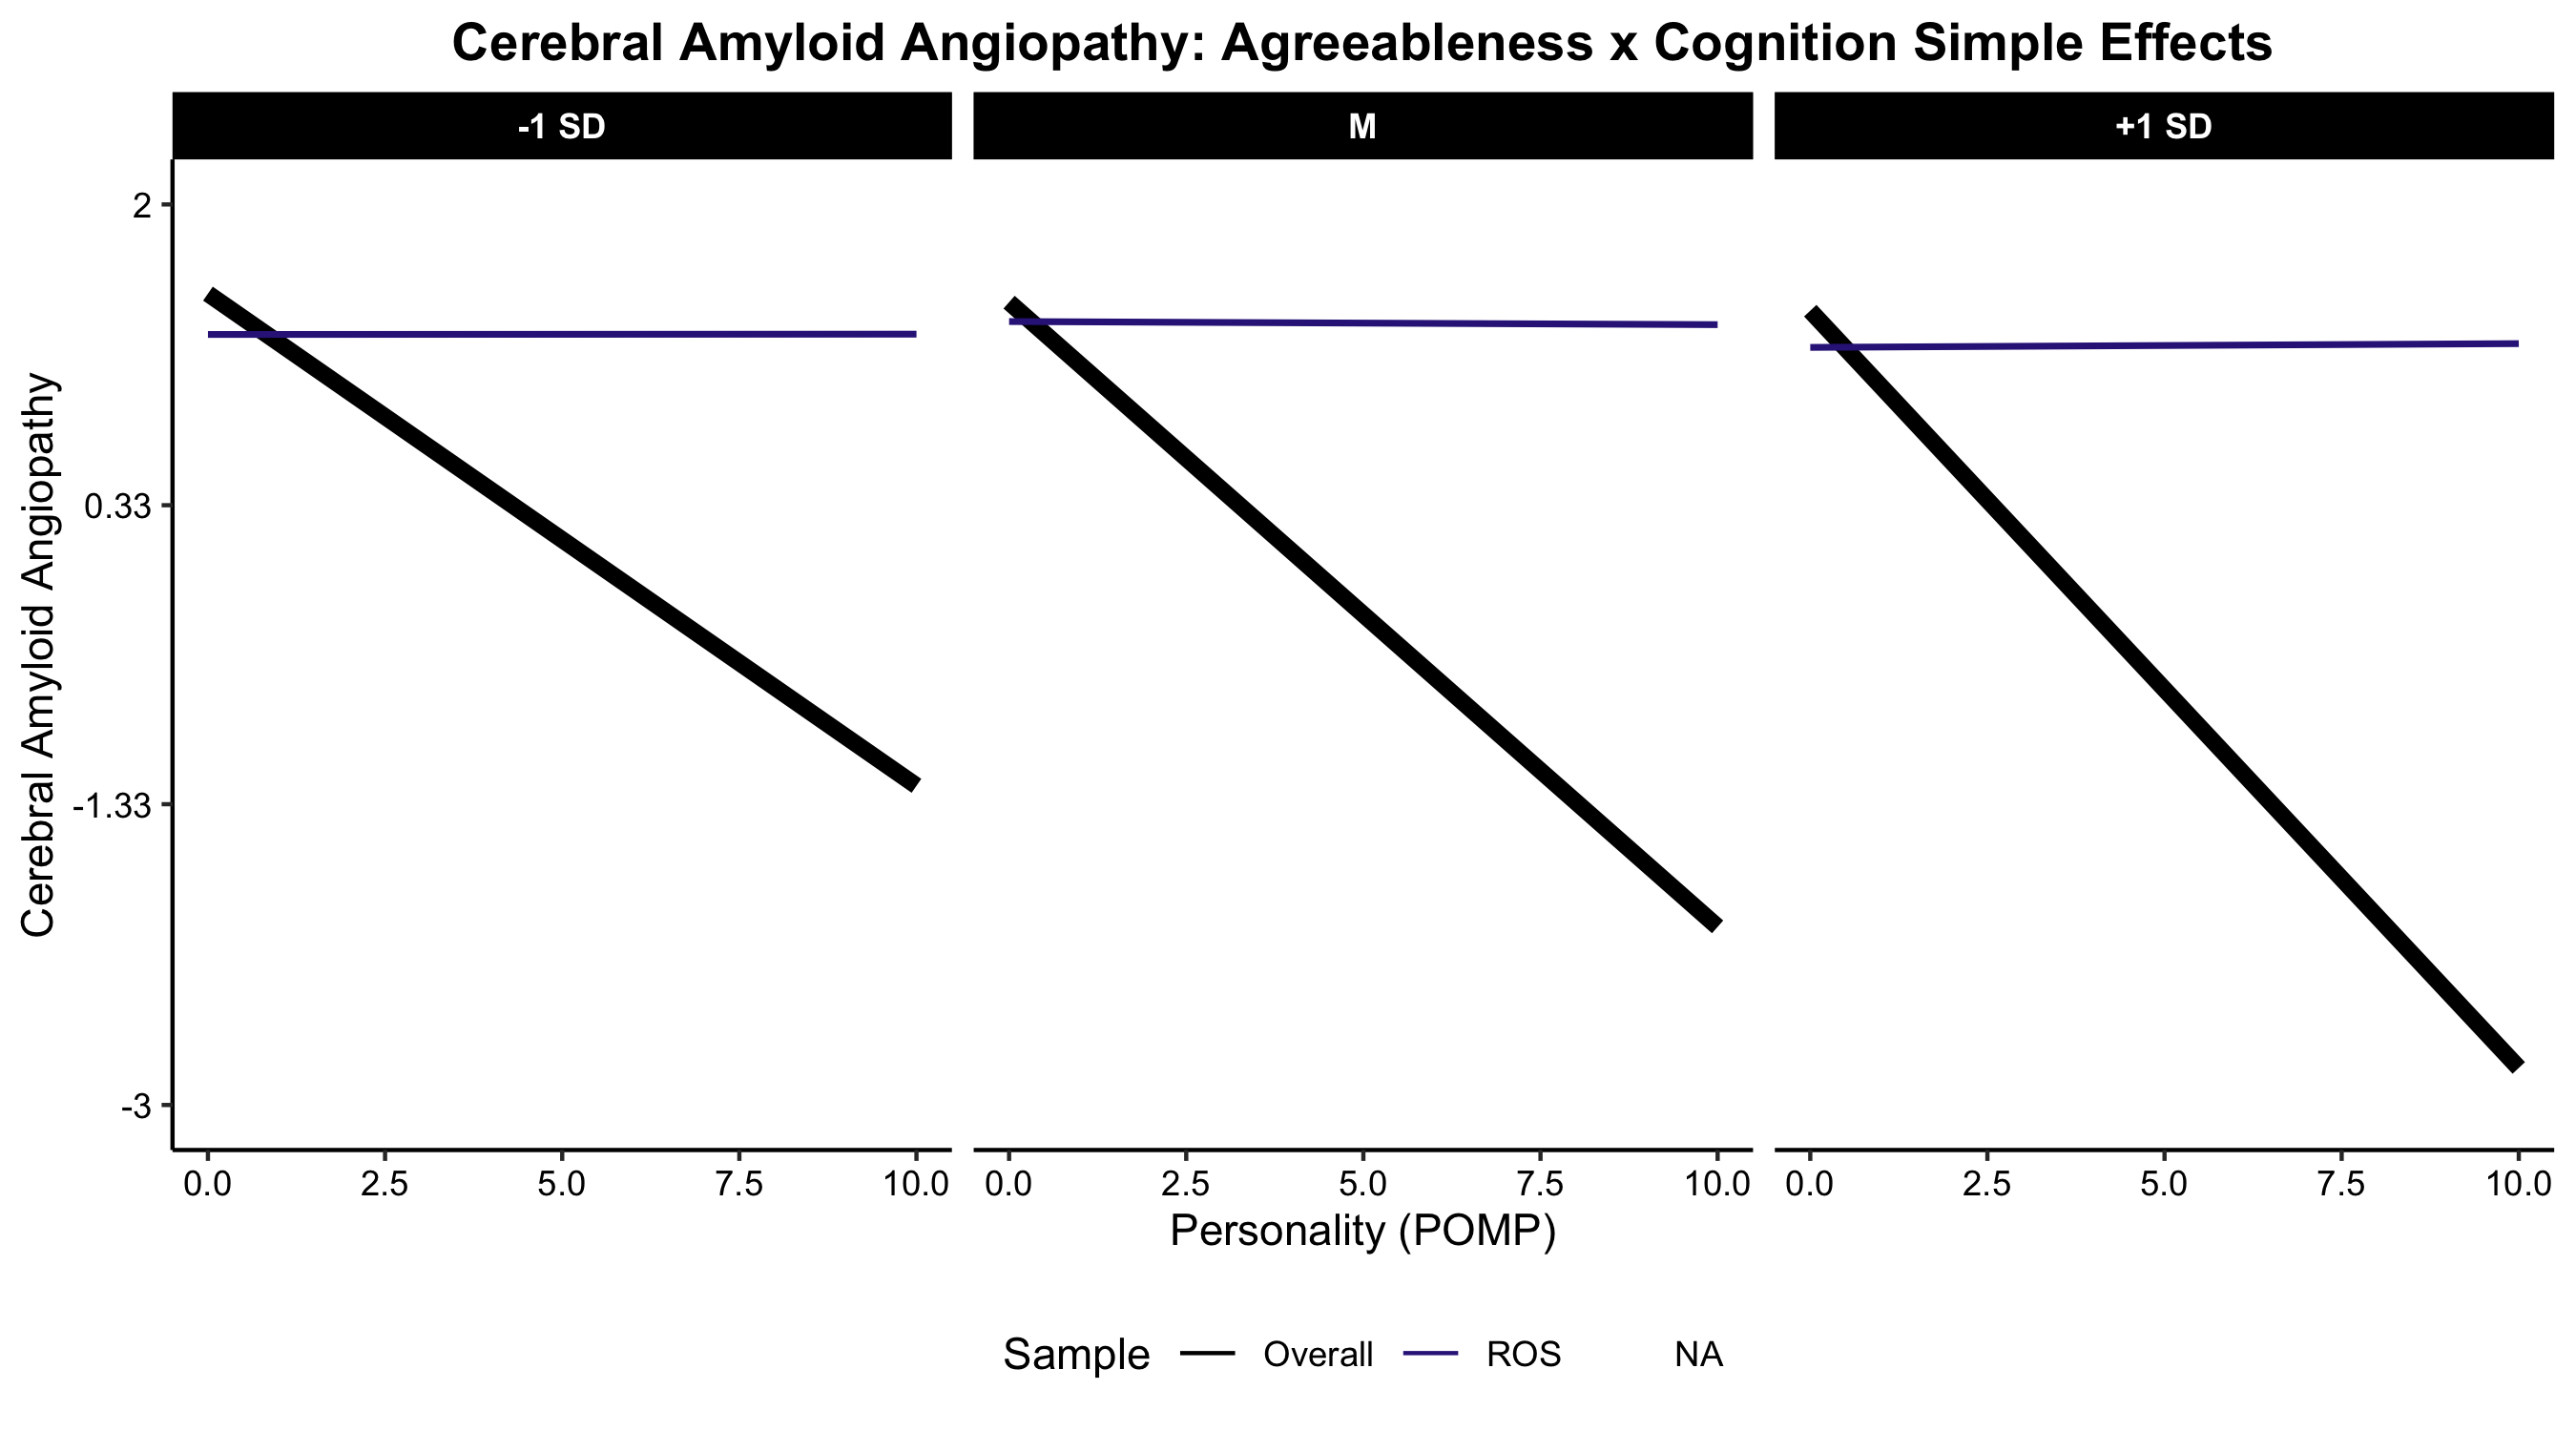 Cerebral Amyloid Angiopathy: Agreeableness x Cognition Simple Effects
-1 SD M +1 SD
Cerebral Amyloid Angiopathy
2
0.33
-1.33
-3
0.0 2.5 5.0 7.5 10.0 0.0 2.5 5.0 7.5 10.0 0.0 2.5 5.0 7.5 10.0
Personality (POMP)
Sample Overall ROS NA